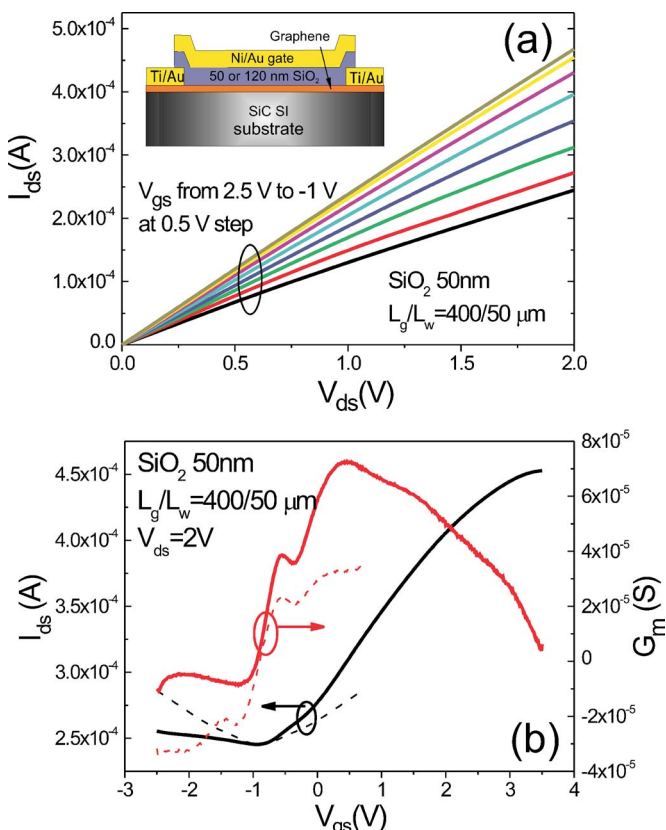 (a)
Graphene
Ni/Au gate
Ti/Au 50 or 120 nm SiO₂ Ti/Au
SiC SI
substrate
5.0x10⁻⁴
4.0x10⁻⁴
3.0x10⁻⁴
2.0x10⁻⁴
1.0x10⁻⁴
0.0
I_ds(A)
V_gs from 2.5 V to -1 V
at 0.5 V step
SiO₂ 50nm
L_g/L_w=400/50 μm
0.0 0.5 1.0 1.5 2.0
V_ds(V)
SiO₂ 50nm
L_g/L_w=400/50 μm
V_ds=2V
4.5x10⁻⁴
4.0x10⁻⁴
3.5x10⁻⁴
3.0x10⁻⁴
2.5x10⁻⁴
I_ds (A)
8x10⁻⁵
6x10⁻⁵
4x10⁻⁵
2x10⁻⁵
0
-2x10⁻⁵
-4x10⁻⁵
G_m (S)
(b)
-3 -2 -1 0 1 2 3 4
V_gs(V)